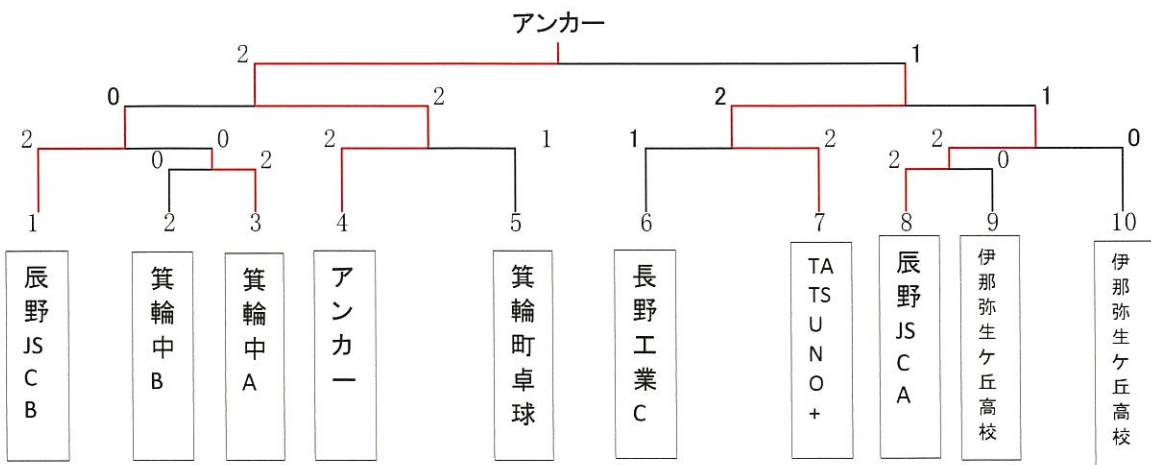 アンカー
2 1
0 2 2 1
2 0 2 1 1 2 2 0
0 2 2 0
1 2 3 4 5 6 7 8 9 10
辰野JSCB
箕輪中B
箕輪中A
アンカー
箕輪町卓球
長野工業C
TATSUNO+
辰野JSCA
伊那弥生ケ丘高校
伊那弥生ケ丘高校